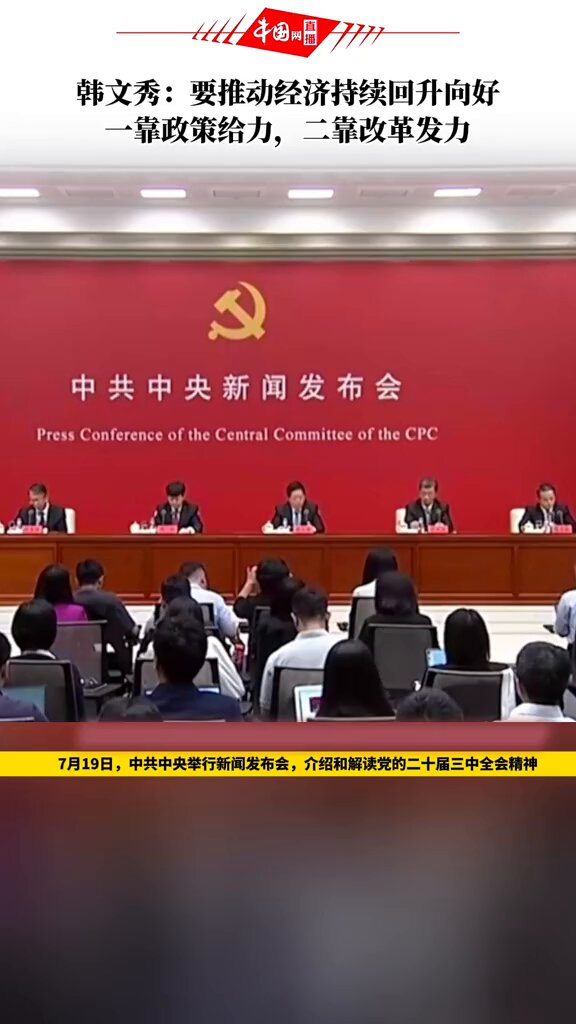 中国网
直播
韩文秀：要推动经济持续回升向好
一靠政策给力，二靠改革发力
中共中央新闻发布会
Press Conference of the Central Committee of the CPC
7月19日，中共中央举行新闻发布会，介绍和解读党的二十届三中全会精神